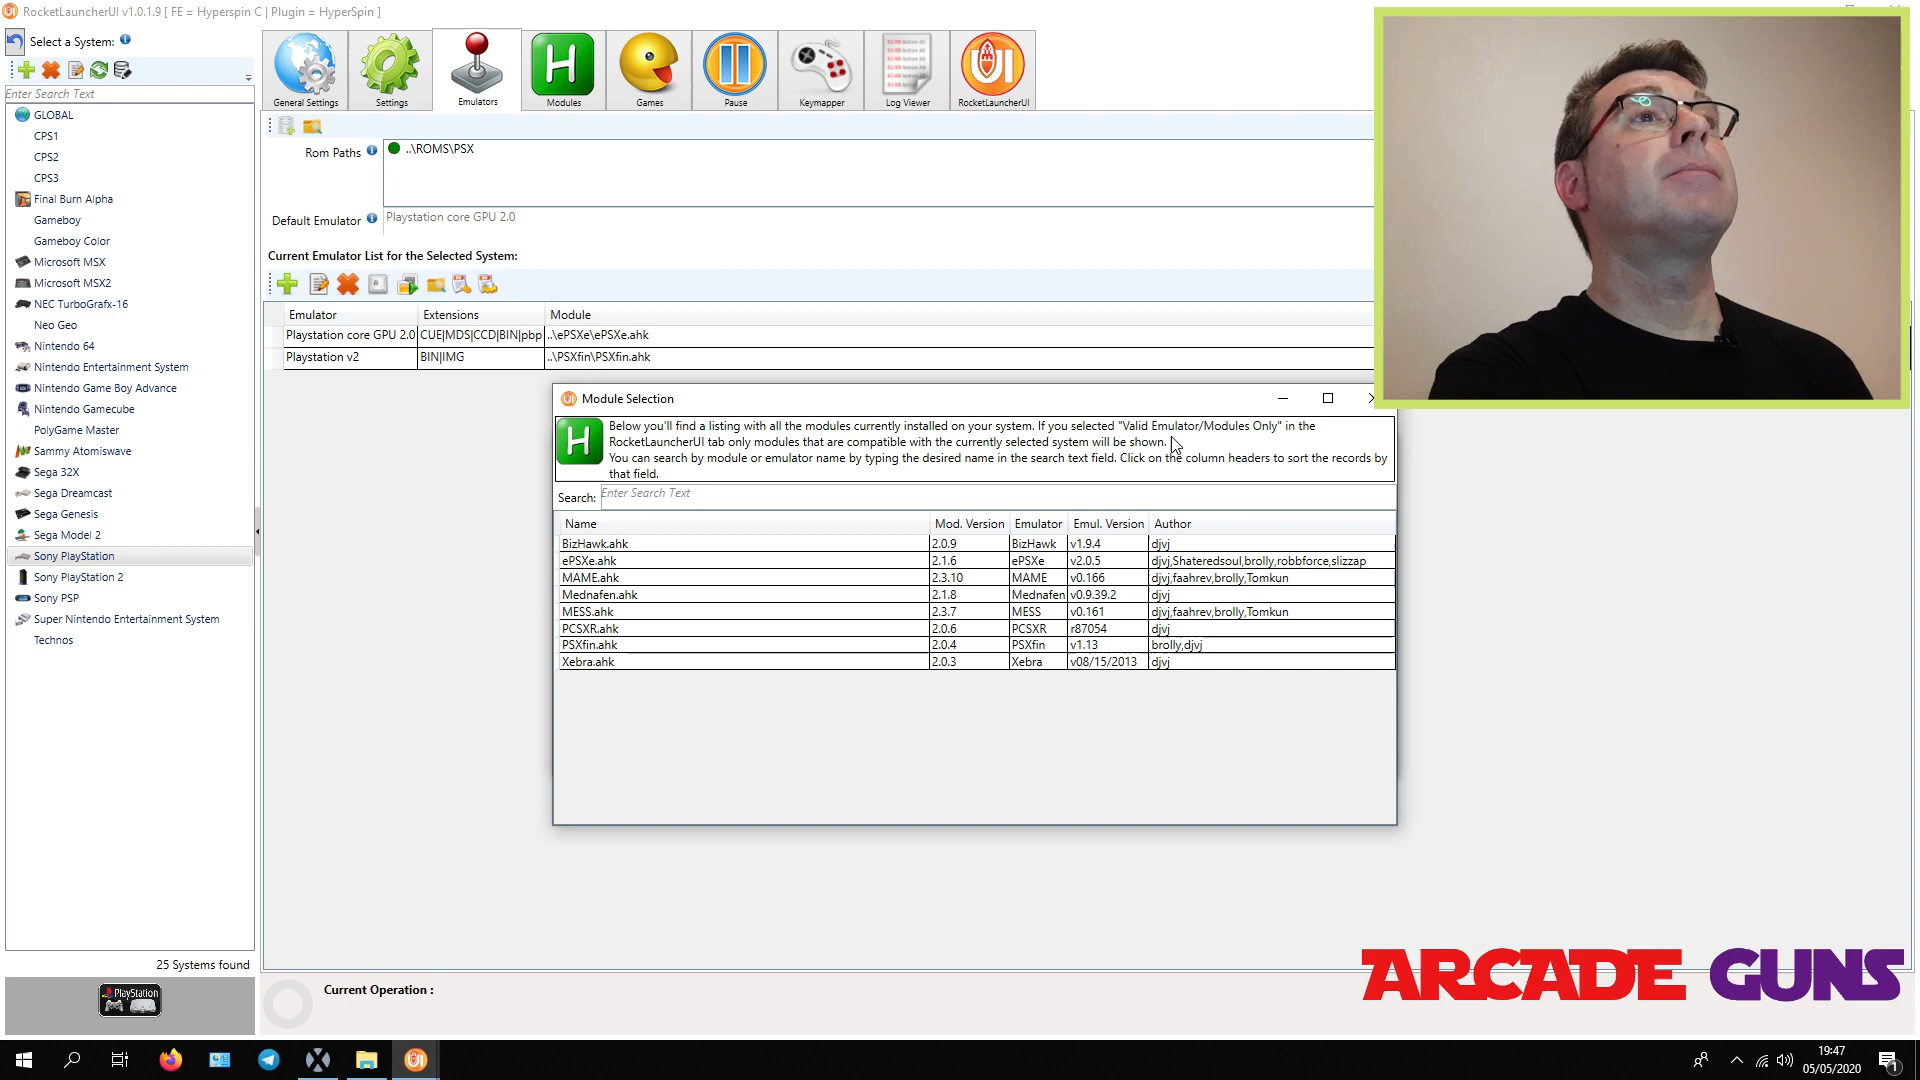 RocketLauncherUI v1.0.1.9 [ FE = Hyperspin C | Plugin = HyperSpin ]
Select a System:
Enter Search Text
GLOBAL
CPS1
CPS2
CPS3
Final Burn Alpha
Gameboy
Gameboy Color
Microsoft MSX
Microsoft MSX2
NEC TurboGrafx-16
Neo Geo
Nintendo 64
Nintendo Entertainment System
Nintendo Game Boy Advance
Nintendo Gamecube
PolyGame Master
Sammy Atomiswave
Sega 32X
Sega Dreamcast
Sega Genesis
Sega Model 2
Sony PlayStation
Sony PlayStation 2
Sony PSP
Super Nintendo Entertainment System
Technos
25 Systems found
PlayStation
General Settings
Settings
Emulators
H
Modules
Games
Pause
Keymapper
Log Viewer
UI
RocketLauncherUI
Rom Paths
..\ROMS\PSX
Default Emulator
Playstation core GPU 2.0
Current Emulator List for the Selected System:
Emulator Extensions Module
Playstation core GPU 2.0 CUE|MDS|CCD|BIN|pbp ..\ePSXe\ePSXe.ahk
Playstation v2 BIN|IMG ..\PSXfin\PSXfin.ahk
Module Selection
H
Below you'll find a listing with all the modules currently installed on your system. If you selected "Valid Emulator/Modules Only" in the
RocketLauncherUI tab only modules that are compatible with the currently selected system will be shown.
You can search by module or emulator name by typing the desired name in the search text field. Click on the column headers to sort the records by
that field.
Search: Enter Search Text
Name Mod. Version Emulator Emul. Version Author
BizHawk.ahk 2.0.9 BizHawk v1.9.4 djvj
ePSXe.ahk 2.1.6 ePSXe v2.0.5 djvj,Shateredsoul,brolly,robbforce,slizzap
MAME.ahk 2.3.10 MAME v0.166 djvj,faahrev,brolly,Tomkun
Mednafen.ahk 2.1.8 Mednafen v0.9.39.2 djvj
MESS.ahk 2.3.7 MESS v0.161 djvj,faahrev,brolly,Tomkun
PCSXR.ahk 2.0.6 PCSXR r87054 djvj
PSXfin.ahk 2.0.4 PSXfin v1.13 brolly,djvj
Xebra.ahk 2.0.3 Xebra v08/15/2013 djvj
Current Operation :
ARCADE GUNS
19:47
05/05/2020
1